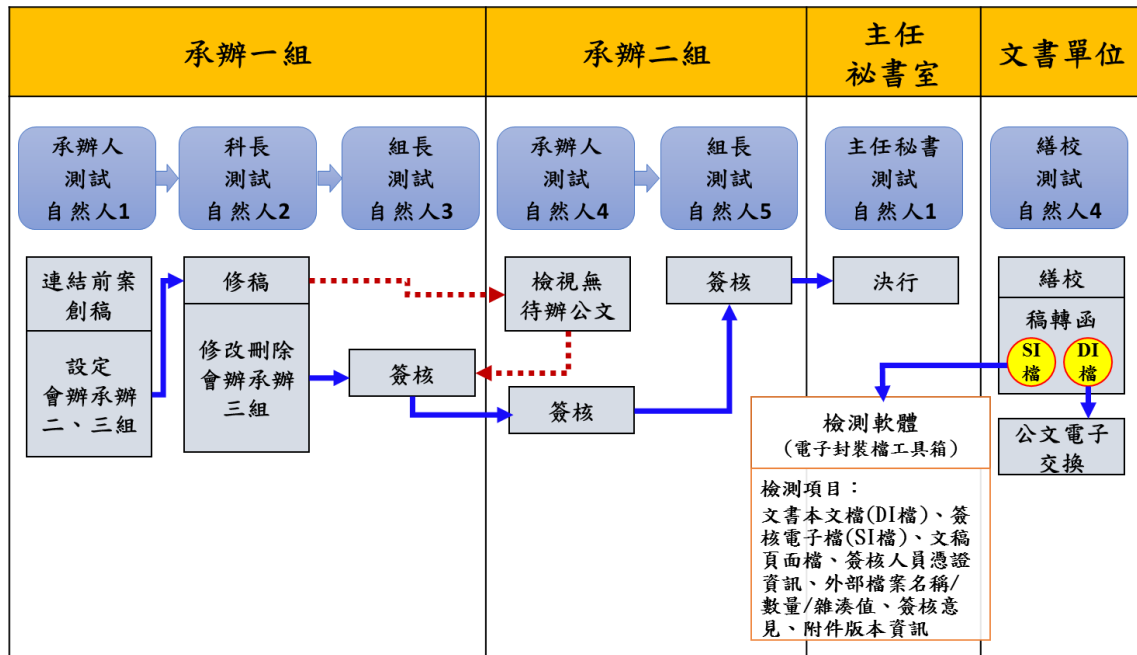 承辦一組
承辦二組
主任
祕書室
文書單位
承辦人
測試
自然人1
科長
測試
自然人2
組長
測試
自然人3
承辦人
測試
自然人4
組長
測試
自然人5
主任祕書
測試
自然人1
繕校
測試
自然人4
連結前案
創稿
設定
會辦承辦
二、三組
修稿
修改刪除
會辦承辦
三組
簽核
檢視無
待辦公文
簽核
簽核
決行
繕校
稿轉函
SI
檔
DI
檔
公文電子
交換
檢測軟體
(電子封裝檔工具箱)
檢測項目：
文書本文檔(DI檔)、簽
核電子檔(SI檔)、文稿
頁面檔、簽核人員憑證
資訊、外部檔案名稱/
數量/雜湊值、簽核意
見、附件版本資訊